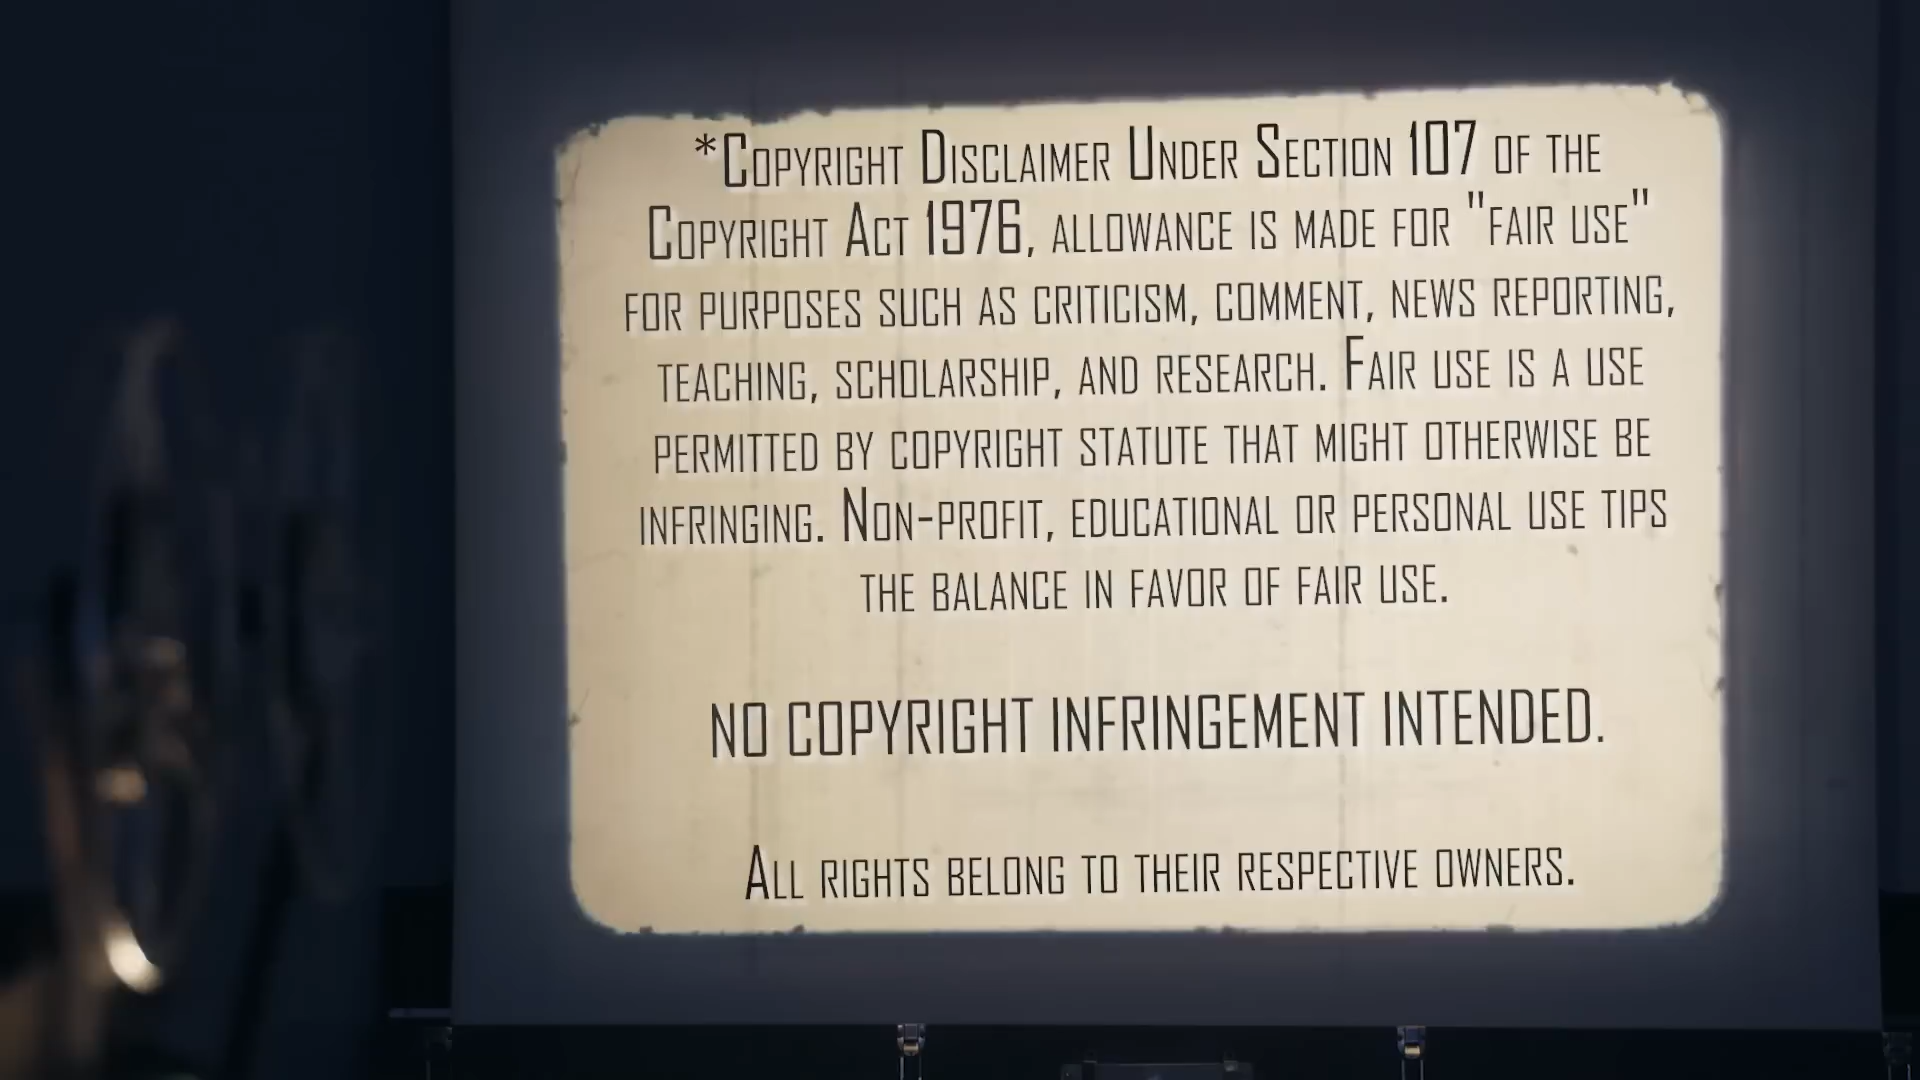 *Copyright Disclaimer Under Section 107 of the
Copyright Act 1976, allowance is made for "fair use"
for purposes such as criticism, comment, news reporting,
teaching, scholarship, and research. Fair use is a use
permitted by copyright statute that might otherwise be
infringing. Non-profit, educational or personal use tips
the balance in favor of fair use.
NO COPYRIGHT INFRINGEMENT INTENDED.
All rights belong to their respective owners.